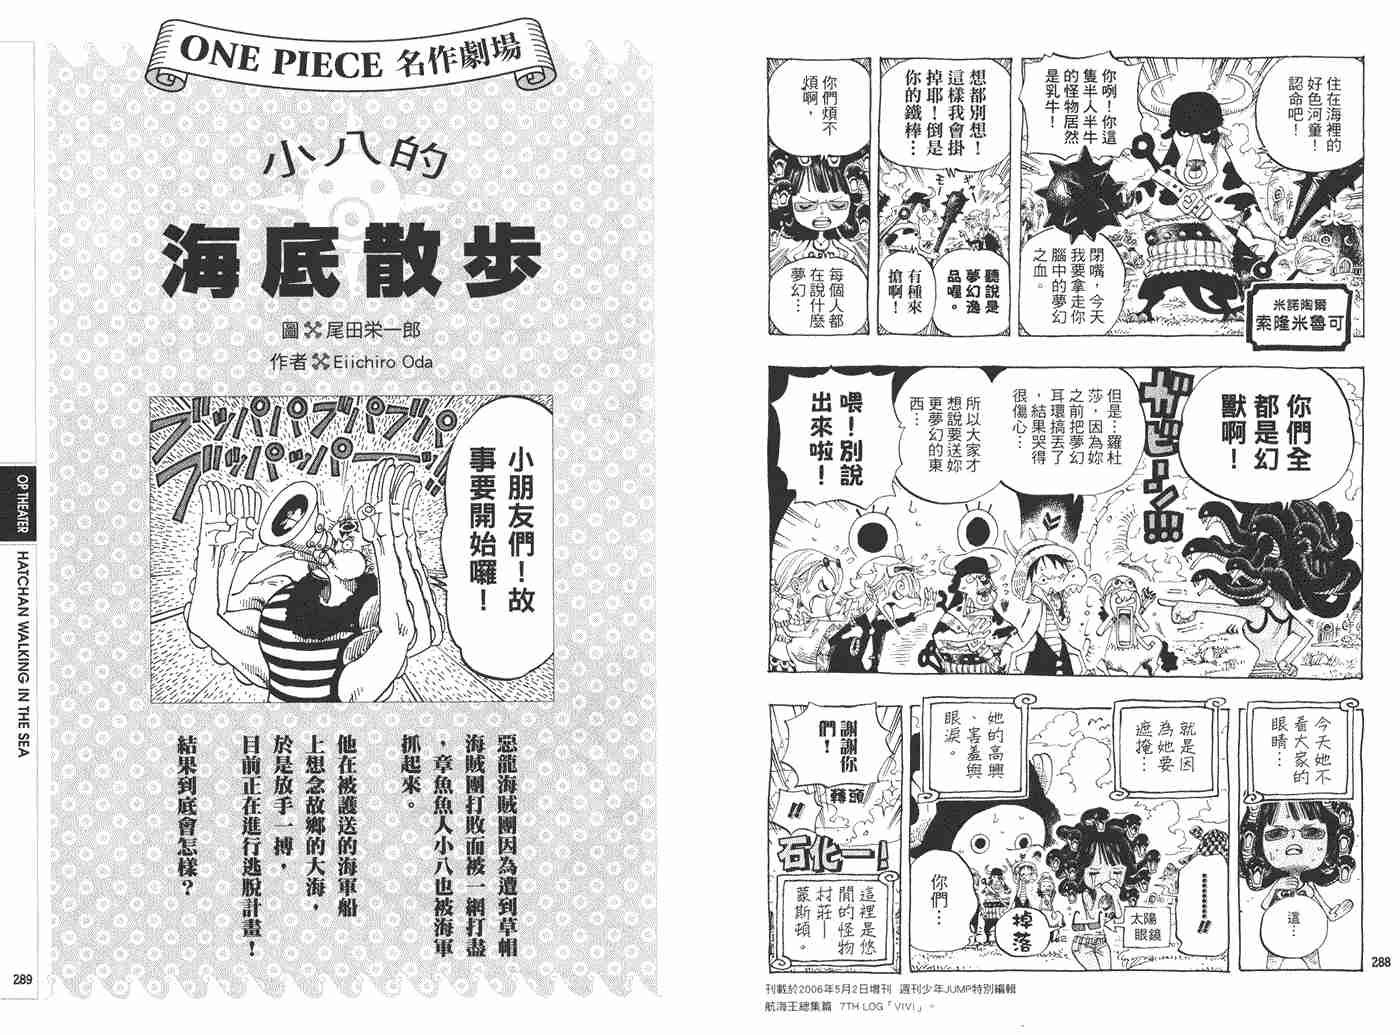 住在海裡的
好色河童！
認命吧！
你咧！你這
隻半人半牛
的怪物居然
是乳牛！
閉嘴，今天
我要拿走你
腦中的夢幻
之血。
米諾陶爾
索隆米魯可
想都別想！
這樣我會掛
掉耶！倒是
你的鐵棒…
聽說是
夢幻逸
品喔。
有種來
搶啊！
你們煩不
煩啊，
每個人都
在說什麼
夢幻…
你們全
都是幻
獸啊！
ガビーン!!!
但是…羅杜
莎，因為妳
之前把夢幻
耳環搞丟了
，結果哭得
很傷心…
所以大家才
想說要送妳
更夢幻的東
西…
喂！別說
出來啦！
今天她不
看大家的
眼睛…
這…
就是因
為她要
遮掩…
她的高興
、害羞與
眼淚。
…………!!
太陽
眼鏡
掉落
你們…
謝謝你
們！
轉頭
!!
石化—！
這裡是悠
閒的怪物
村莊—
蒙斯頓。
288
刊載於2006年5月2日增刊 週刊少年JUMP特別編輯
航海王總集篇 7TH LOG「VIVI」。
ONE PIECE 名作劇場
小八的
海底散步
圖 尾田栄一郎
作者 Eiichiro Oda
ブッパパパブパブパ
ブブパッパーーッ
小朋友們！故
事要開始囉！
惡龍海賊團因為遭到草帽
海賊團打敗而被一網打盡
，章魚魚人小八也被海軍
抓起來。
他在被護送的海軍船
上想念故鄉的大海，
於是放手一搏，
目前正在進行逃脫計畫！
結果到底會怎樣？
OP THEATER
HATCHAN WALKING IN THE SEA
289